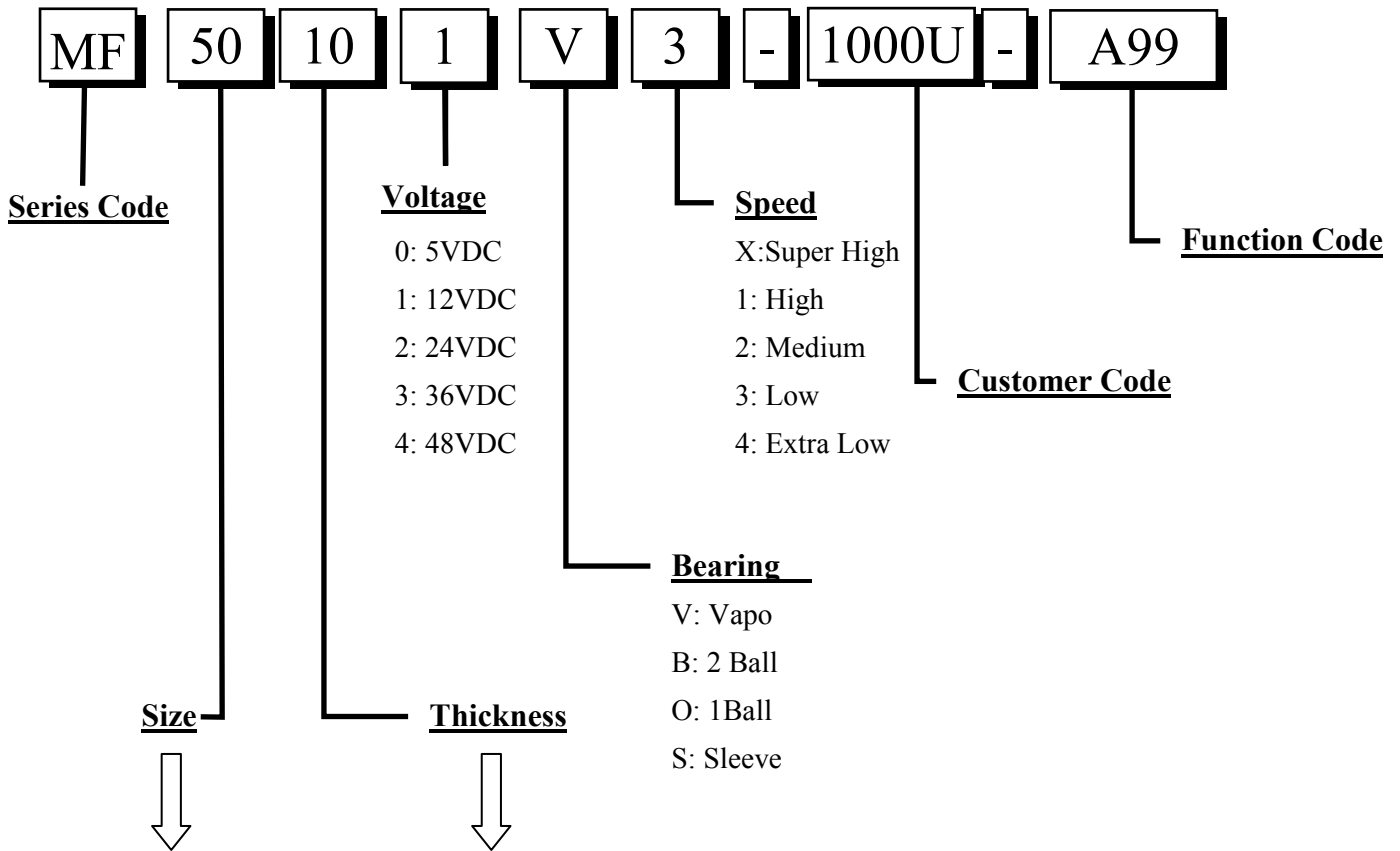 MF 50 10 1 V 3 - 1000U - A99
Series Code
Voltage
0: 5VDC
1: 12VDC
2: 24VDC
3: 36VDC
4: 48VDC
Speed
X:Super High
1: High
2: Medium
3: Low
4: Extra Low
Function Code
Customer Code
Bearing
V: Vapo
B: 2 Ball
O: 1Ball
S: Sleeve
Size
Thickness